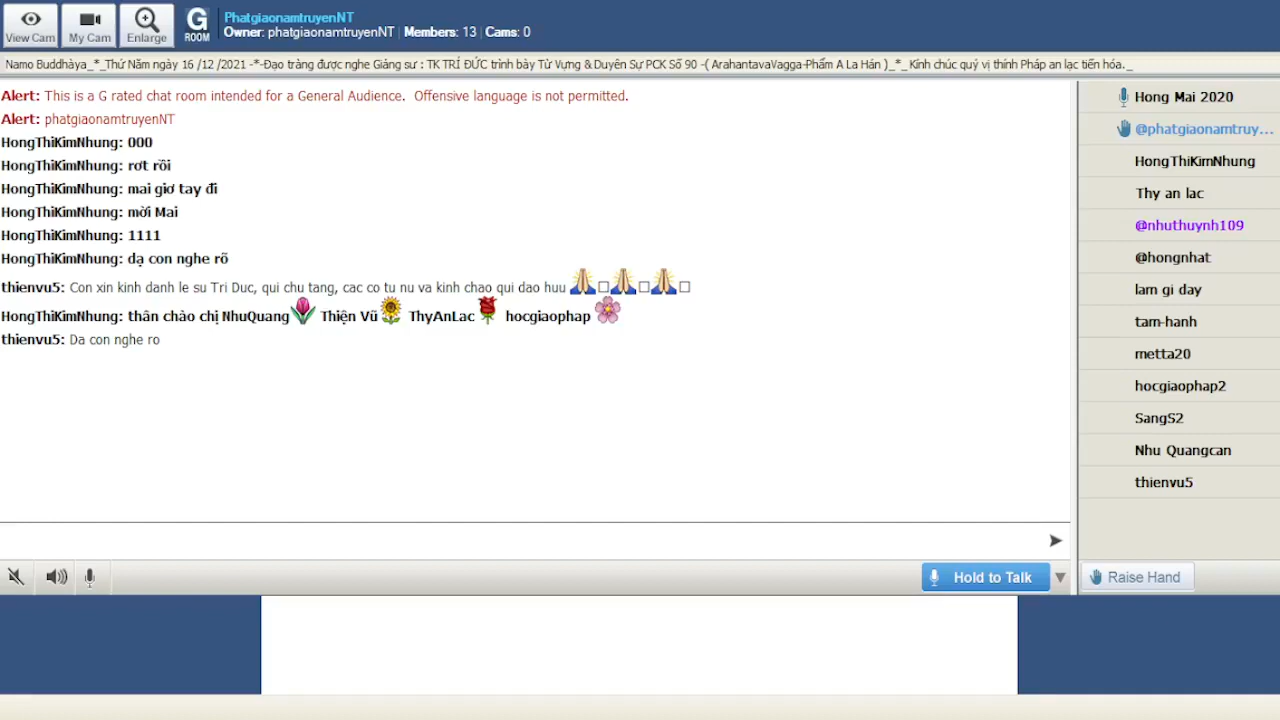 View Cam
My Cam
Enlarge
G
ROOM
PhatgiaonamtruyenNT
Owner: phatgiaonamtruyenNT | Members: 13 | Cams: 0
Namo Buddhàya_*_Thứ Năm ngày 16 /12 /2021 -*-Đạo tràng được nghe Giảng sư : TK TRÍ ĐỨC trình bày Từ Vựng & Duyên Sự PCK Số 90 -( ArahantavaVagga-Phẩm A La Hán )_*_ Kính chúc quý vị thính Pháp an lạc tiến hóa._
Alert: This is a G rated chat room intended for a General Audience. Offensive language is not permitted.
Alert: phatgiaonamtruyenNT
HongThiKimNhung: 000
HongThiKimNhung: rơt rồi
HongThiKimNhung: mai giơ tay đi
HongThiKimNhung: mời Mai
HongThiKimNhung: 1111
HongThiKimNhung: dạ con nghe rõ
thienvu5: Con xin kinh danh le su Tri Duc, qui chu tang, cac co tu nu va kinh chao qui dao huu 🙏□🙏□🙏□
HongThiKimNhung: thân chào chị NhuQuang🌷 Thiện Vũ🌻 ThyAnLac🌹 hocgiaophap🌸
thienvu5: Da con nghe ro
Hong Mai 2020
@phatgiaonamtruy...
HongThiKimNhung
Thy an lac
@nhuthuynh109
@hongnhat
lam gi day
tam-hanh
metta20
hocgiaophap2
SangS2
Nhu Quangcan
thienvu5
Hold to Talk
Raise Hand